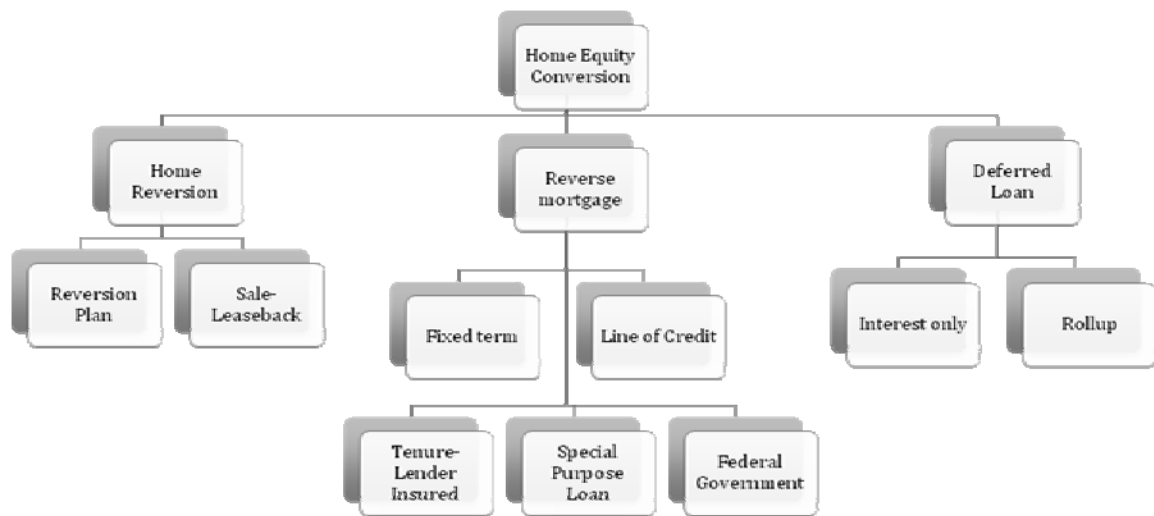 Home Equity
Conversion
Home
Reversion
Reverse
mortgage
Deferred
Loan
Reversion
Plan
Sale-
Leaseback
Fixed term
Line of Credit
Interest only
Rollup
Tenure-
Lender
Insured
Special
Purpose
Loan
Federal
Government